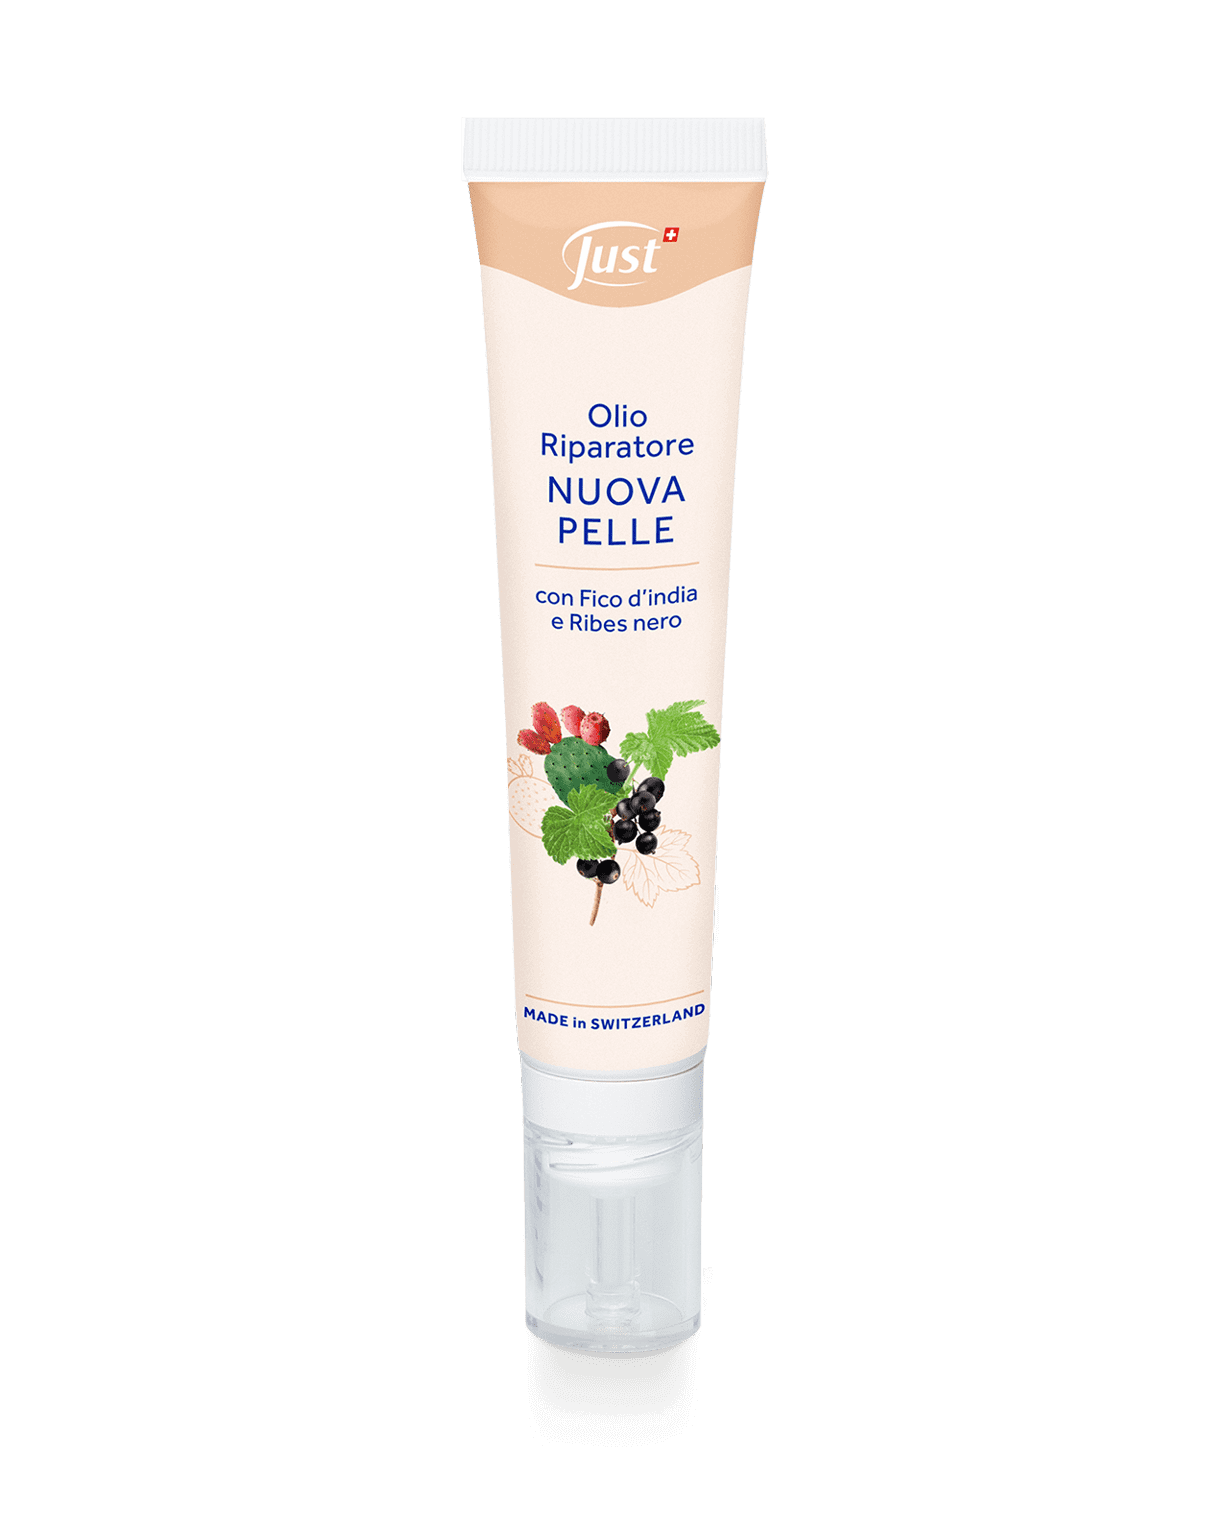 Just
Olio
Riparatore
NUOVA
PELLE
con Fico d'india
e Ribes nero
MADE in SWITZERLAND